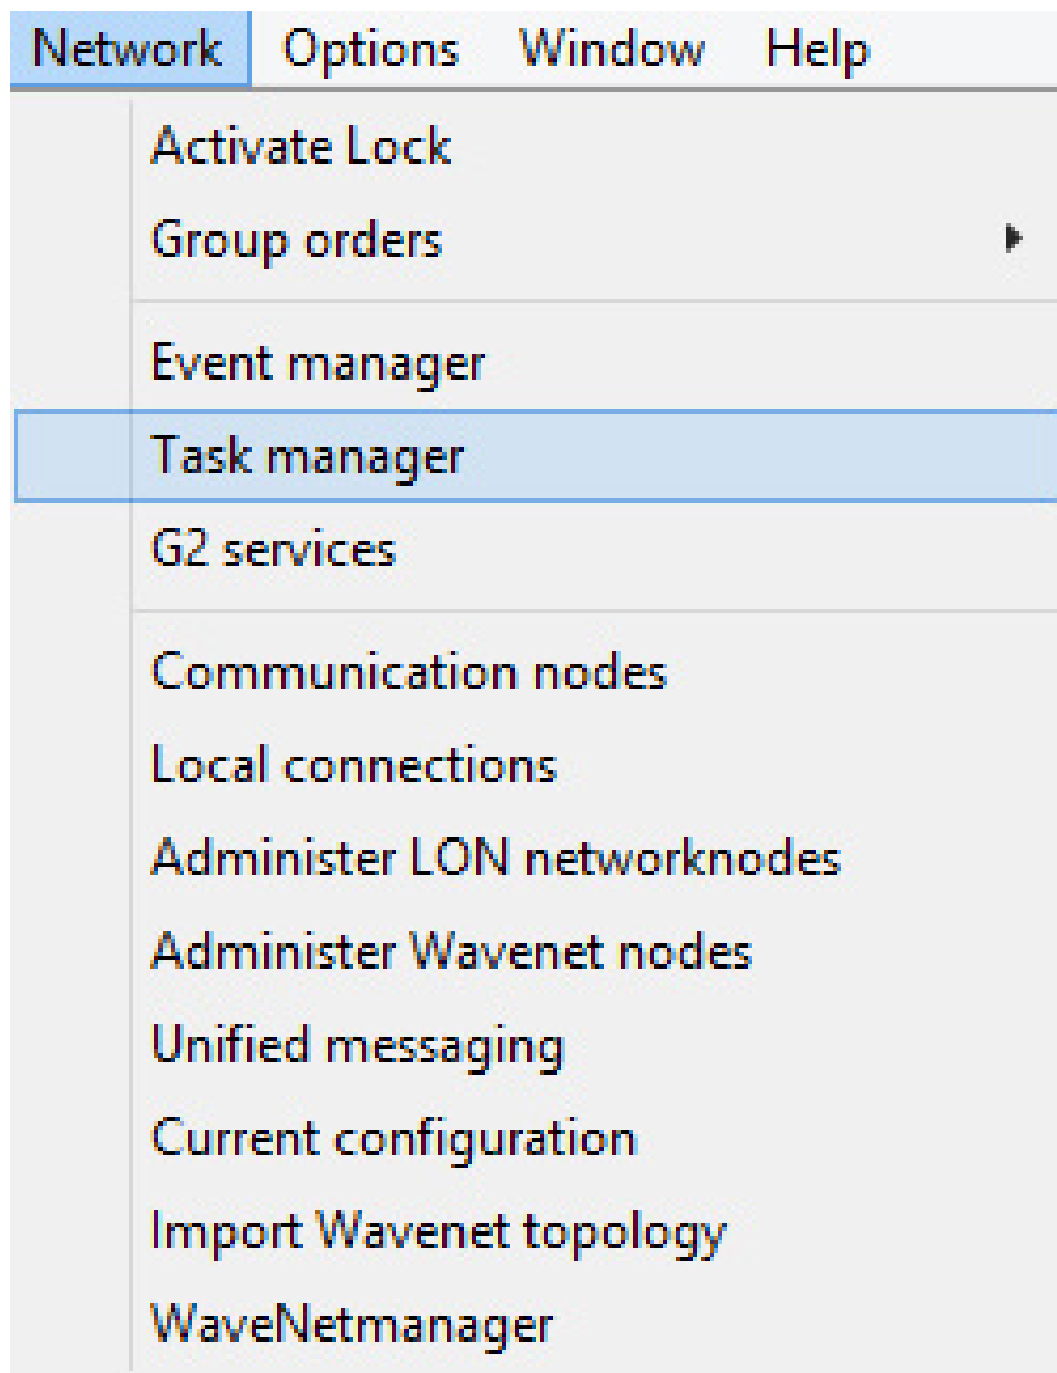 Network Options Window Help
Activate Lock
Group orders
Event manager
Task manager
G2 services
Communication nodes
Local connections
Administer LON networknodes
Administer Wavenet nodes
Unified messaging
Current configuration
Import Wavenet topology
WaveNetmanager